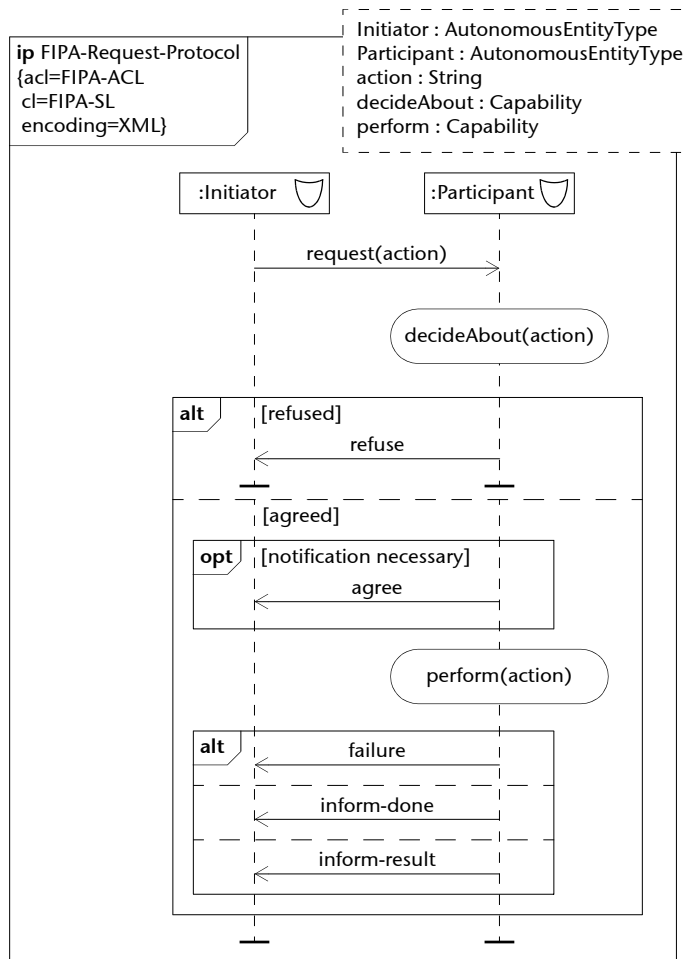 ip FIPA-Request-Protocol
{acl=FIPA-ACL
cl=FIPA-SL
encoding=XML}
Initiator : AutonomousEntityType
Participant : AutonomousEntityType
action : String
decideAbout : Capability
perform : Capability
:Initiator
:Participant
request(action)
decideAbout(action)
alt
[refused]
refuse
[agreed]
opt
[notification necessary]
agree
perform(action)
alt
failure
inform-done
inform-result